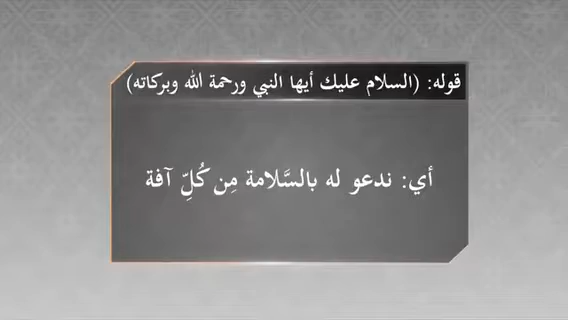 قوله: (السلام عليك أيها النبي ورحمة الله وبركاته)
أي: ندعو له بالسَّلامة مِن كُلِّ آفة